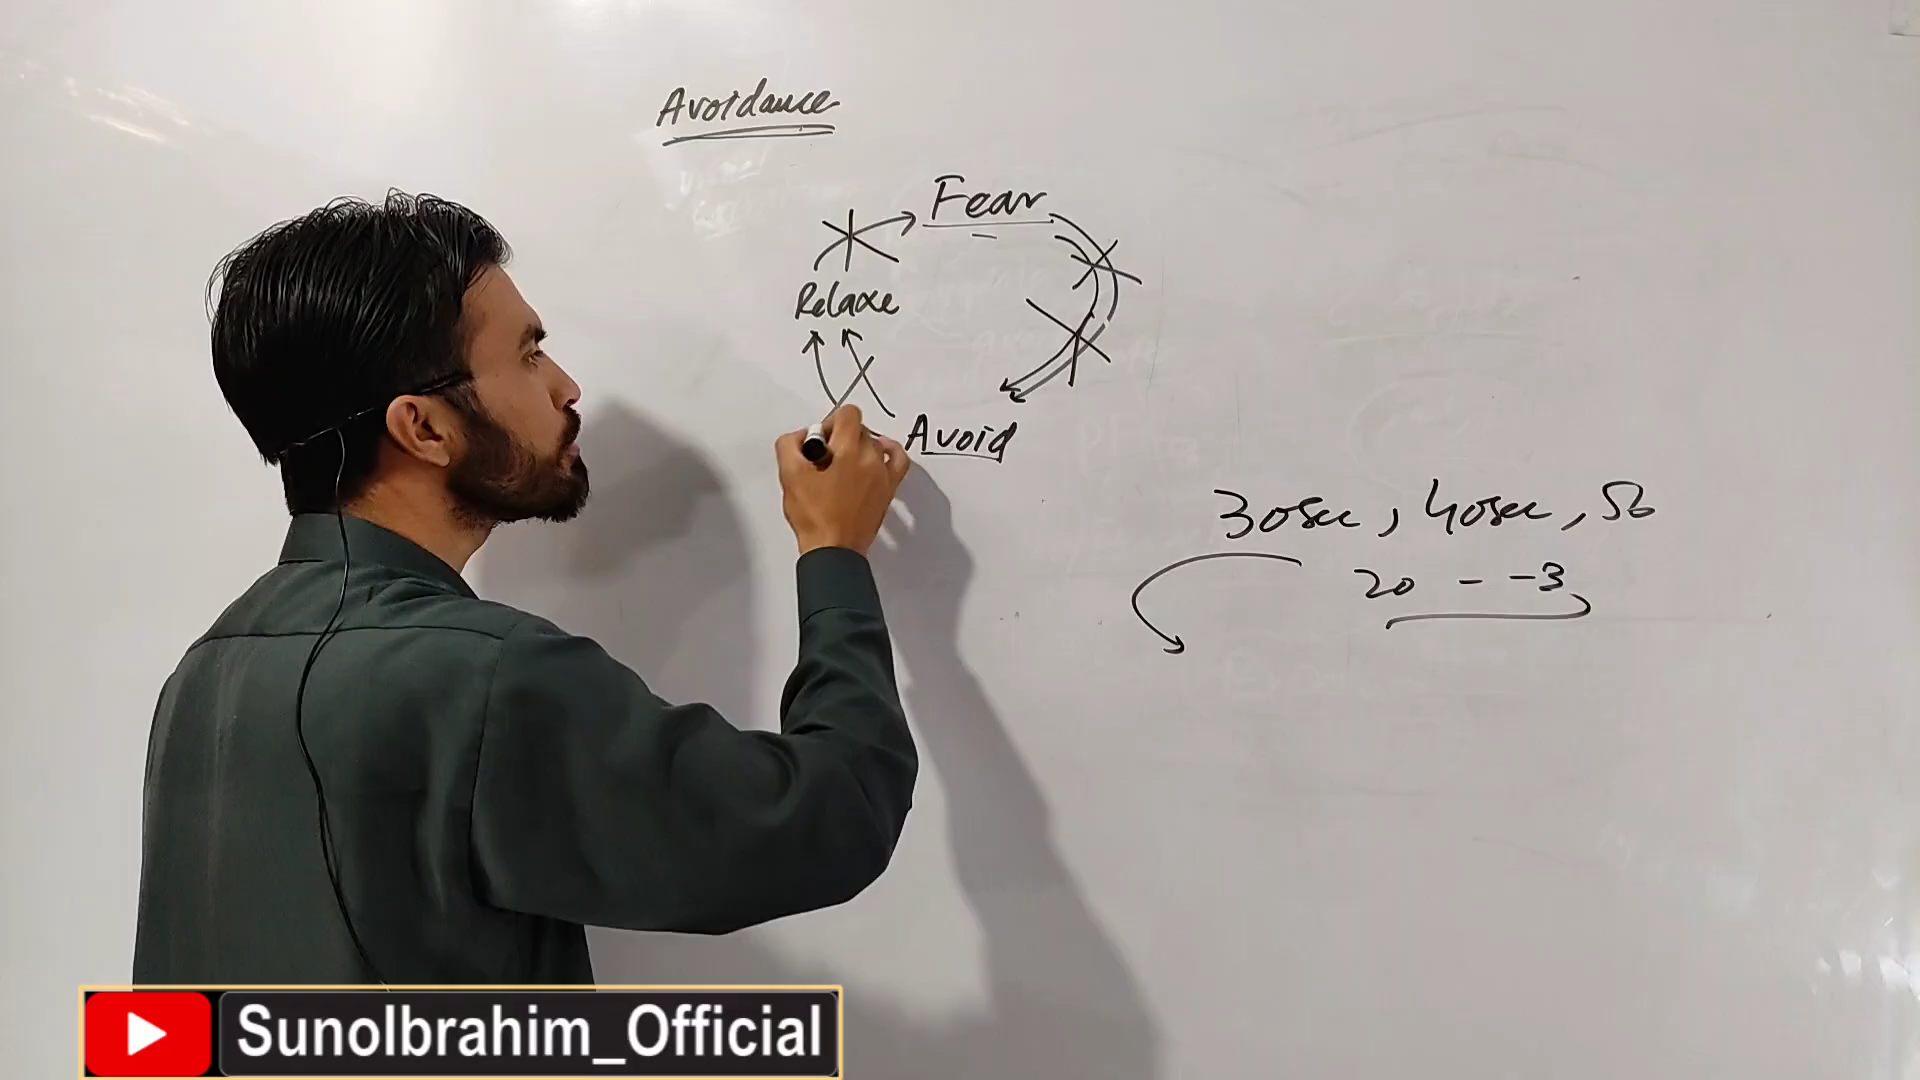 Avoidance
Fear
Relaxe
Avoid
30sec, 40sec, 50
20 - - 3
SunoIbrahim_Official